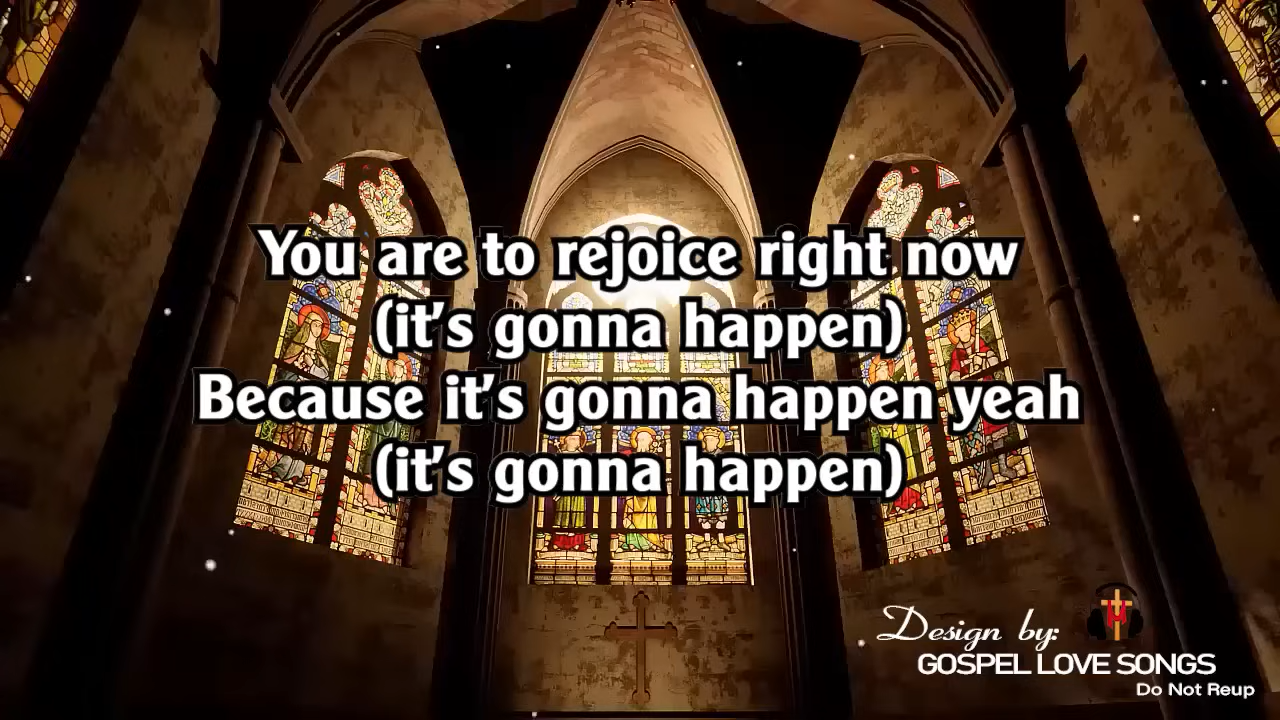 You are to rejoice right now
(it's gonna happen)
Because it's gonna happen yeah
(it's gonna happen)
Design by:
GOSPEL LOVE SONGS
Do Not Reup